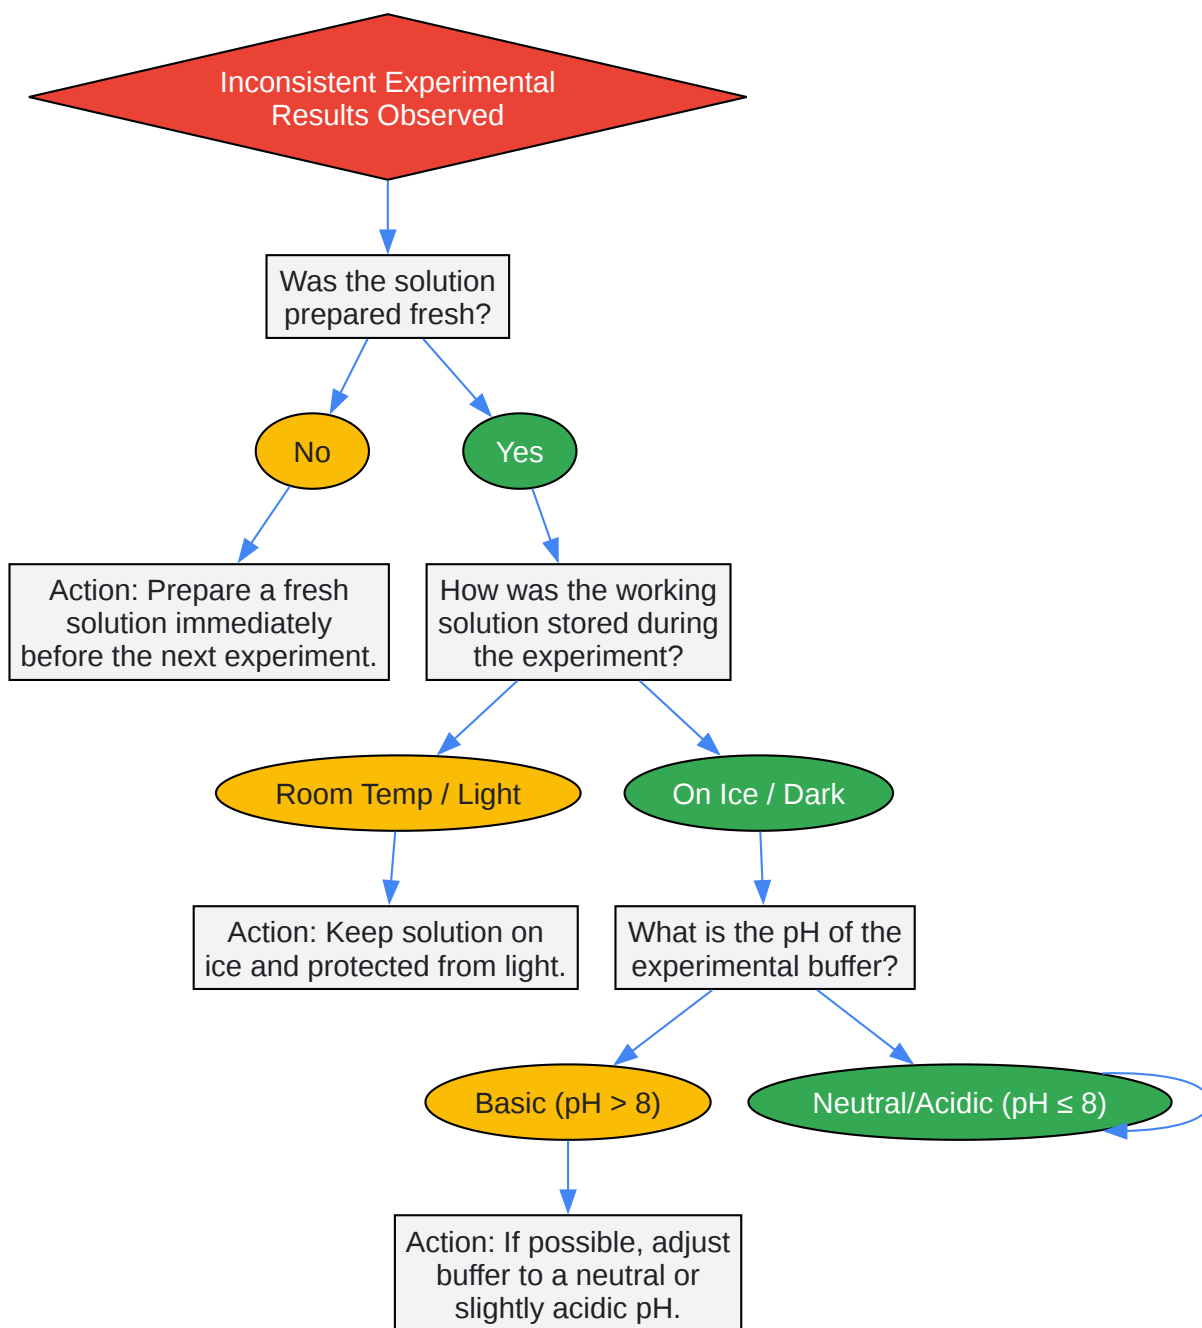 Inconsistent Experimental
Results Observed
Was the solution
prepared fresh?
No
Yes
Action: Prepare a fresh
solution immediately
before the next experiment.
How was the working
solution stored during
the experiment?
Room Temp / Light
On Ice / Dark
Action: Keep solution on
ice and protected from light.
What is the pH of the
experimental buffer?
Basic (pH > 8)
Neutral/Acidic (pH ≤ 8)
Action: If possible, adjust
buffer to a neutral or
slightly acidic pH.